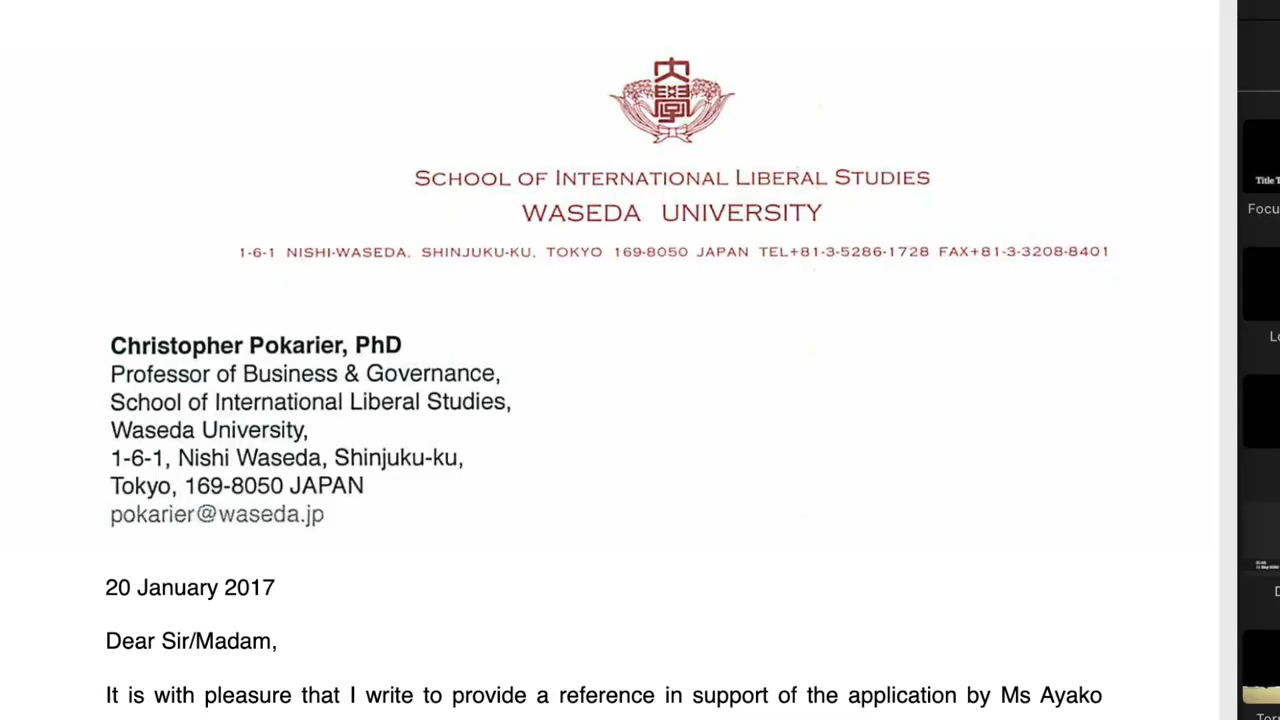 大學
SCHOOL OF INTERNATIONAL LIBERAL STUDIES
WASEDA UNIVERSITY
1-6-1 NISHI-WASEDA, SHINJUKU-KU, TOKYO 169-8050 JAPAN TEL+81-3-5286-1728 FAX+81-3-3208-8401
Christopher Pokarier, PhD
Professor of Business & Governance,
School of International Liberal Studies,
Waseda University,
1-6-1, Nishi Waseda, Shinjuku-ku,
Tokyo, 169-8050 JAPAN
pokarier@waseda.jp
20 January 2017
Dear Sir/Madam,
It is with pleasure that I write to provide a reference in support of the application by Ms Ayako
Title T
Focu